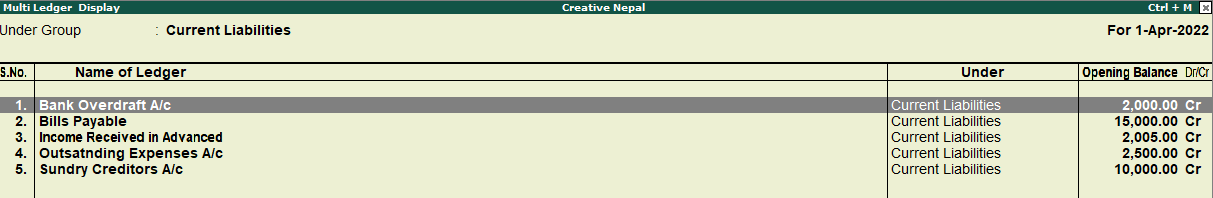 Multi Ledger Display Creative Nepal Ctrl + M x
Under Group : Current Liabilities For 1-Apr-2022
S.No. Name of Ledger Under Opening Balance Dr/Cr
1. Bank Overdraft A/c Current Liabilities 2,000.00 Cr
2. Bills Payable Current Liabilities 15,000.00 Cr
3. Income Received in Advanced Current Liabilities 2,005.00 Cr
4. Outsatnding Expenses A/c Current Liabilities 2,500.00 Cr
5. Sundry Creditors A/c Current Liabilities 10,000.00 Cr